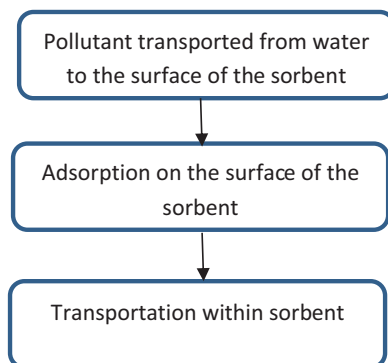 Pollutant transported from water
to the surface of the sorbent
Adsorption on the surface of the
sorbent
Transportation within sorbent